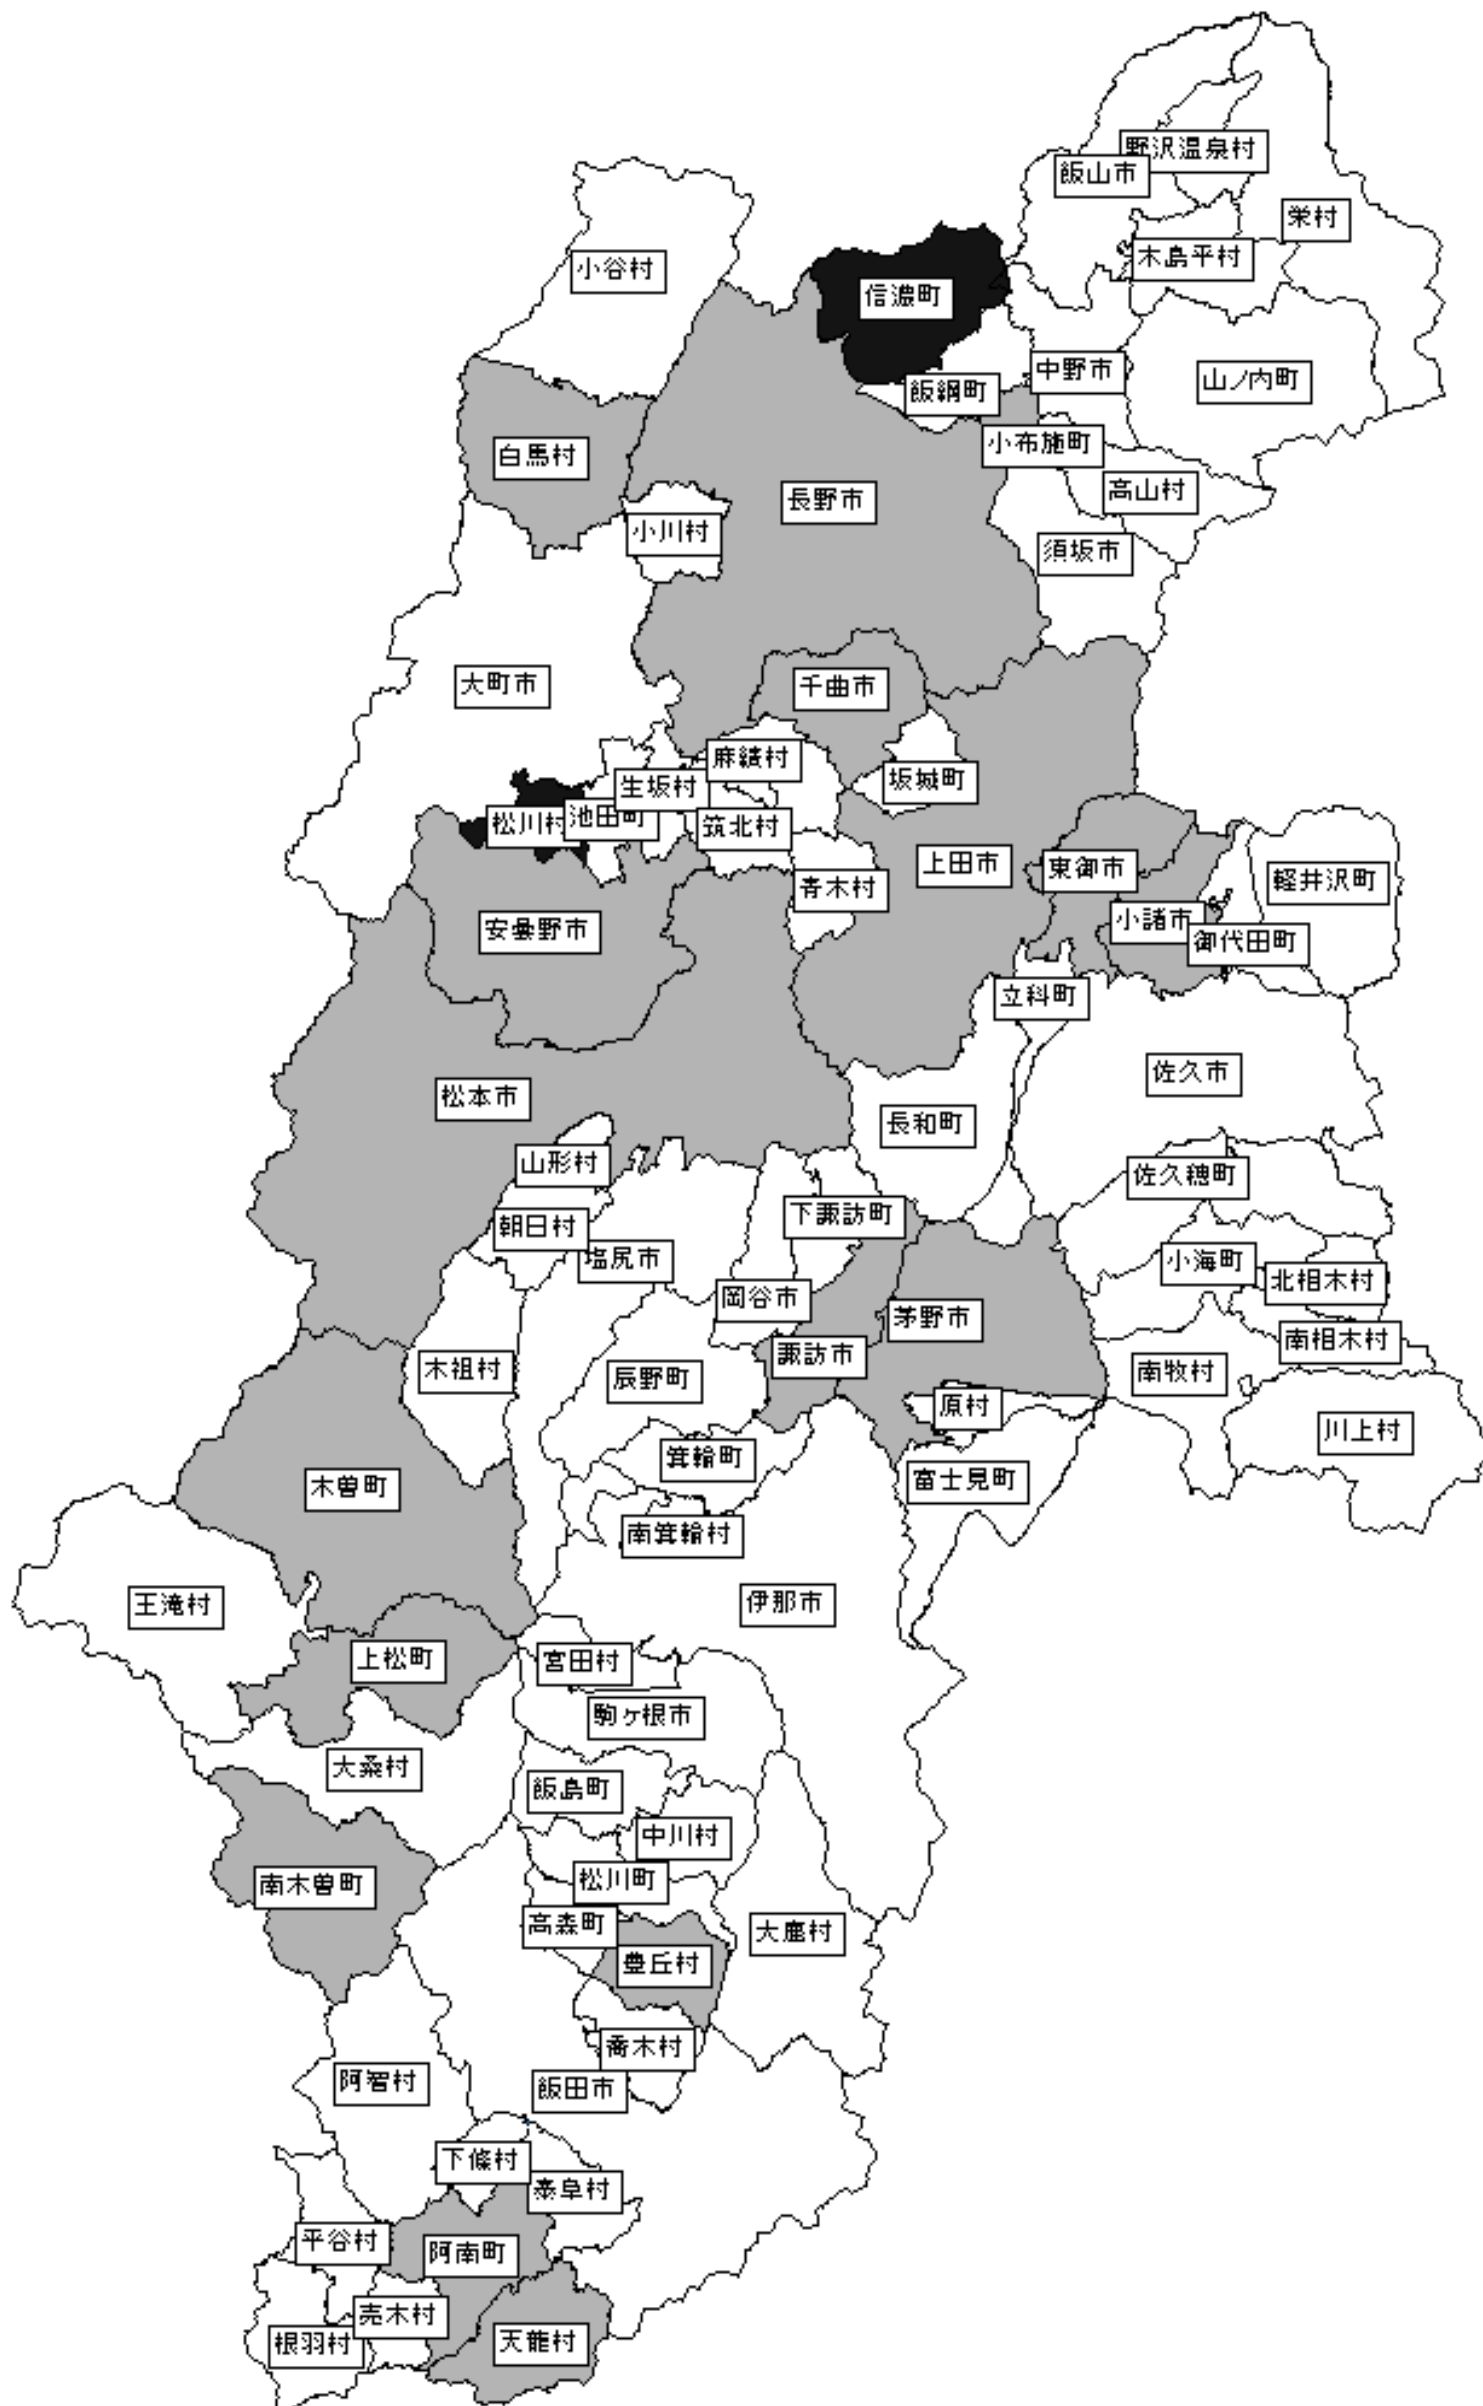 野沢温泉村
飯山市
栄村
木島平村
小谷村
信濃町
中野市
山ノ内町
飯綱町
小布施町
白馬村
高山村
長野市
小川村
須坂市
大町市
千曲市
麻績村
坂城町
生坂村
松川村
池田町
筑北村
上田市
東御市
青木村
軽井沢町
小諸市
安曇野市
御代田町
立科町
佐久市
松本市
長和町
山形村
佐久穂町
下諏訪町
朝日村
塩尻市
小海町
北相木村
岡谷市
茅野市
南相木村
諏訪市
木祖村
辰野町
南牧村
原村
川上村
箕輪町
富士見町
木曽町
南箕輪村
王滝村
伊那市
上松町
宮田村
駒ヶ根市
大桑村
飯島町
中川村
松川町
南木曽町
高森町
大鹿村
豊丘村
喬木村
阿智村
飯田市
下條村
泰阜村
平谷村
阿南町
売木村
根羽村
天龍村